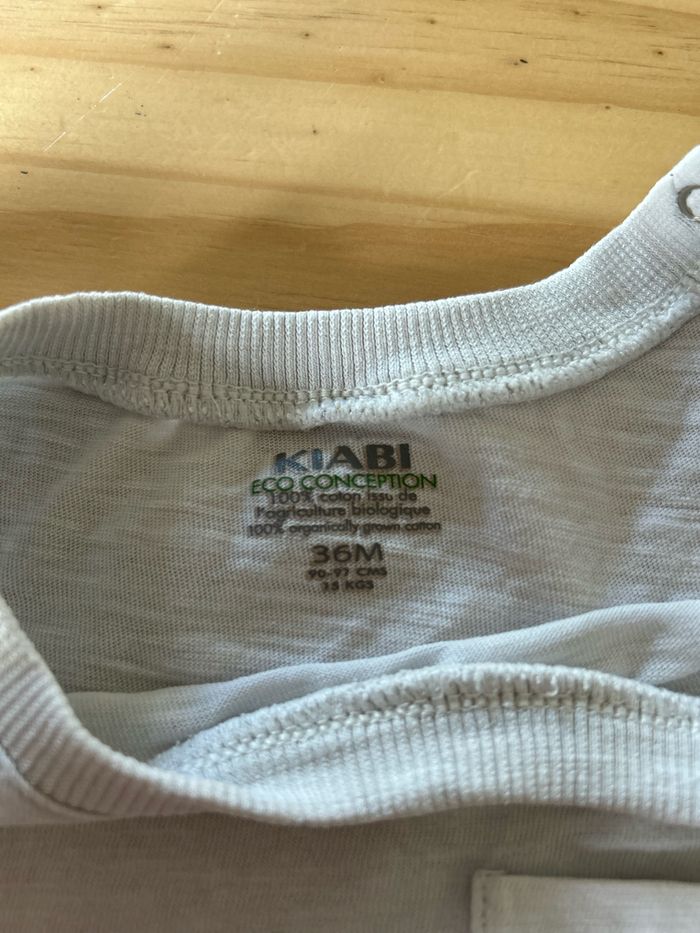 KIABI
ECO CONCEPTION
100% coton issu de
l'agriculture biologique
100% organically grown cotton
36M
90-97 CMS
15 KGS